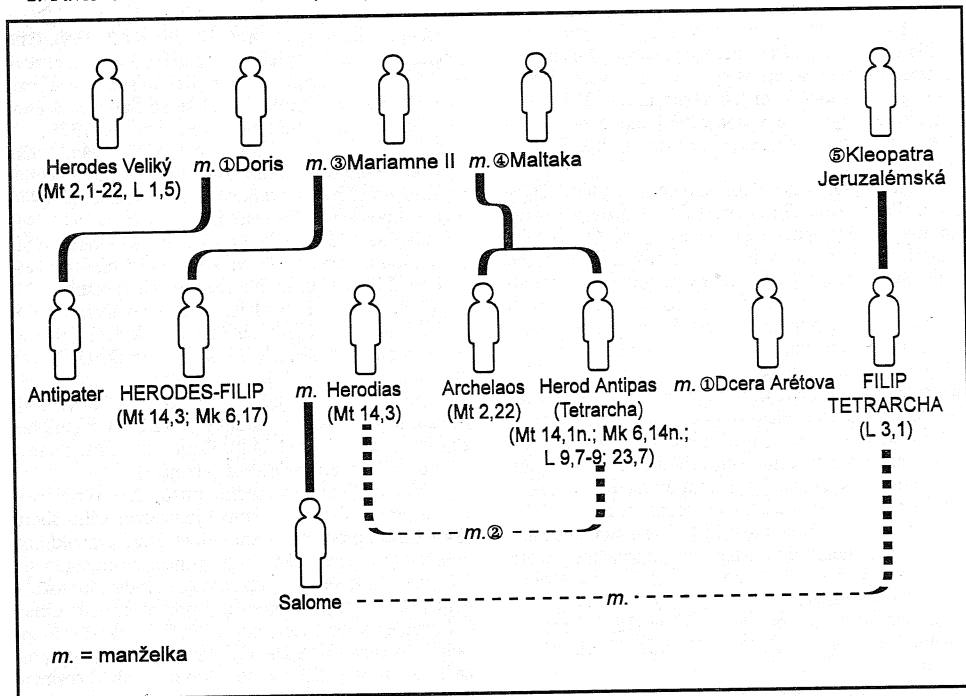 Herodes Veliký
(Mt 2,1-22, L 1,5)
m. ①Doris
m. ③Mariamne II
m. ④Maltaka
⑤Kleopatra
Jeruzalémská
Antipater
HERODES-FILIP
(Mt 14,3; Mk 6,17)
m. Herodias
(Mt 14,3)
Archelaos
(Mt 2,22)
Herod Antipas
(Tetrarcha)
(Mt 14,1n.; Mk 6,14n.;
L 9,7-9; 23,7)
m. ①Dcera Arétova
FILIP
TETRARCHA
(L 3,1)
m.②
Salome
m.
m. = manželka